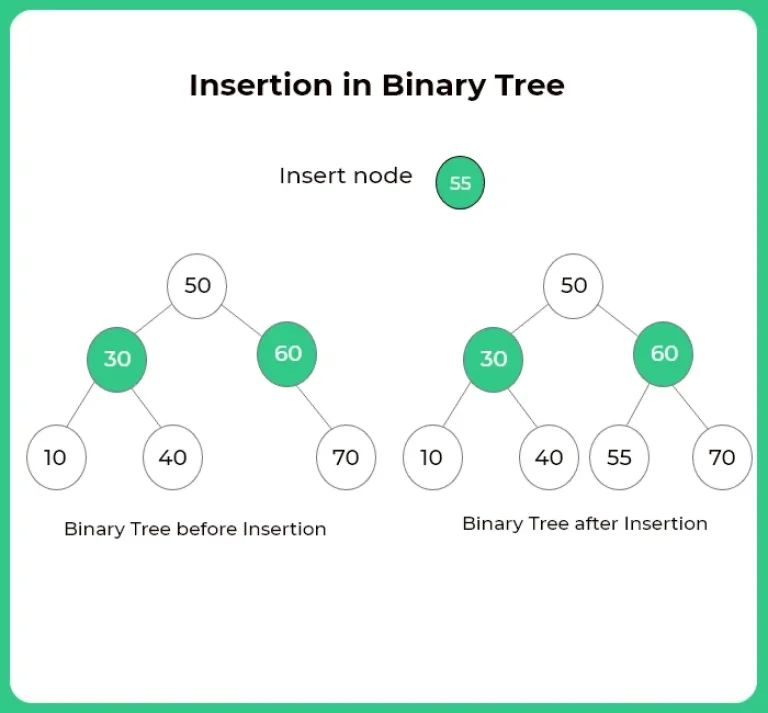 Insertion in Binary Tree
Insert node 55
50
30 60
10 40 70
Binary Tree before Insertion
50
30 60
10 40 55 70
Binary Tree after Insertion